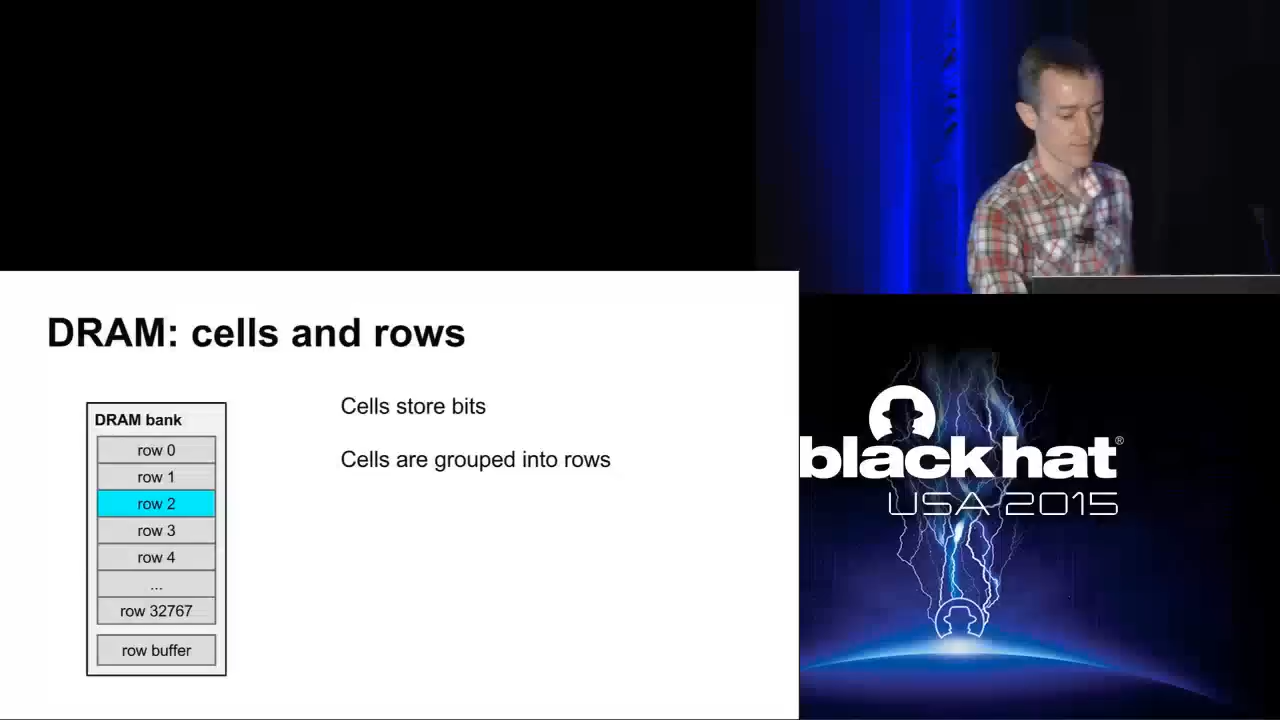 DRAM: cells and rows
DRAM bank
row 0
row 1
row 2
row 3
row 4
...
row 32767
row buffer
Cells store bits
Cells are grouped into rows
black hat®
USA 2015